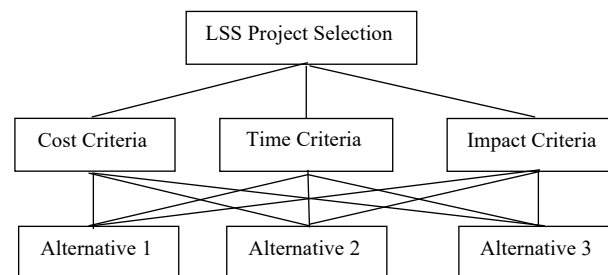 LSS Project Selection
Cost Criteria
Time Criteria
Impact Criteria
Alternative 1
Alternative 2
Alternative 3